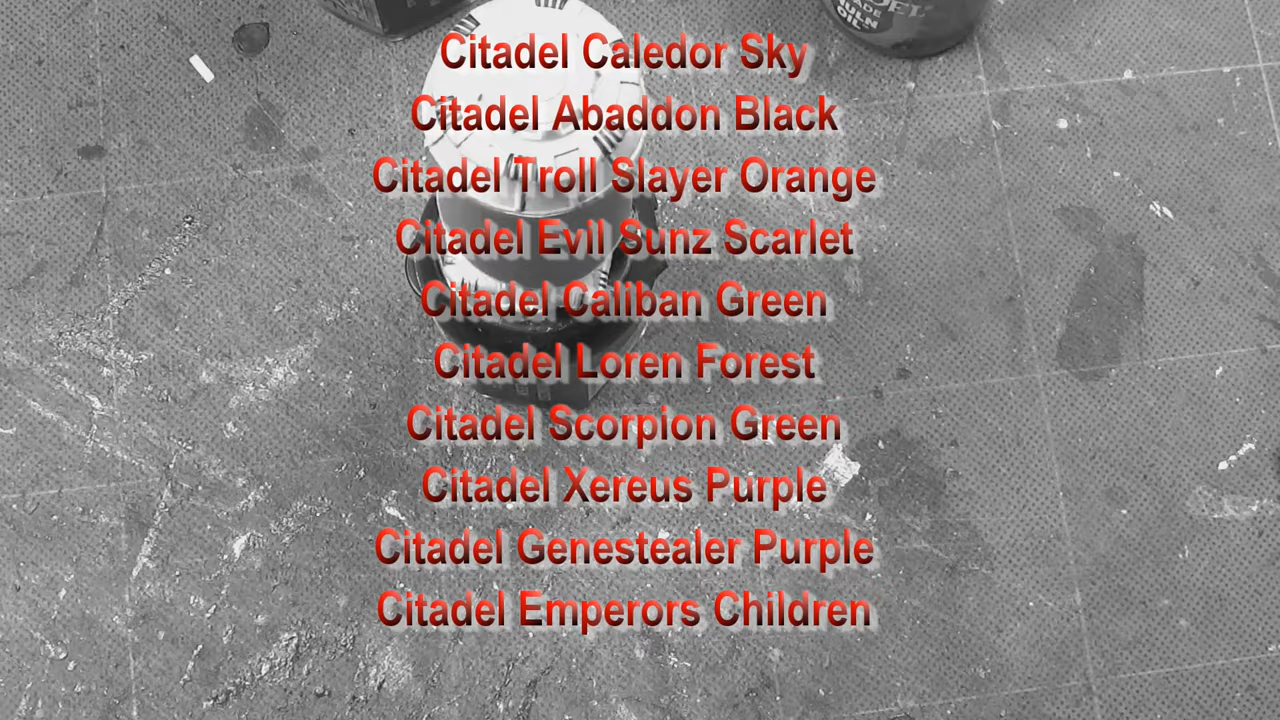 Citadel Caledor Sky
Citadel Abaddon Black
Citadel Troll Slayer Orange
Citadel Evil Sunz Scarlet
Citadel Caliban Green
Citadel Loren Forest
Citadel Scorpion Green
Citadel Xereus Purple
Citadel Genestealer Purple
Citadel Emperors Children
OIL